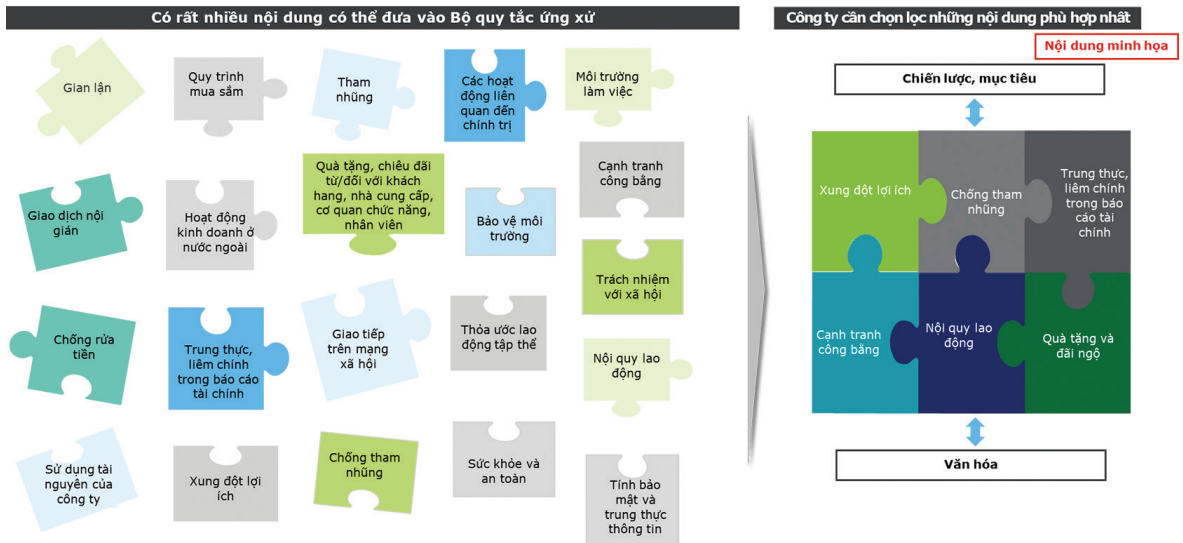 Có rất nhiều nội dung có thể đưa vào Bộ quy tắc ứng xử
Gian lận
Quy trình
mua sắm
Tham
nhũng
Các hoạt
động liên
quan đến
chính trị
Môi trường
làm việc
Giao dịch nội
gián
Hoạt động
kinh doanh ở
nước ngoài
Quà tặng, chiêu đãi
từ/đối với khách
hang, nhà cung cấp,
cơ quan chức năng,
nhân viên
Bảo vệ môi
trường
Cạnh tranh
công bằng
Trách nhiệm
với xã hội
Chống rửa
tiền
Trung thực,
liêm chính
trong báo cáo
tài chính
Giao tiếp
trên mạng
xã hội
Thỏa ước lao
động tập thể
Nội quy lao
động
Sử dụng tài
nguyên của
công ty
Xung đột lợi
ích
Chống tham
nhũng
Sức khỏe và
an toàn
Tính bảo
mật và
trung thực
thông tin
Công ty cần chọn lọc những nội dung phù hợp nhất
Nội dung minh họa
Chiến lược, mục tiêu
Xung đột lợi ích
Chống tham
nhũng
Trung thực,
liêm chính
trong báo
cáo tài
chính
Cạnh tranh
công bằng
Nội quy lao
động
Quà tặng và
đãi ngộ
Văn hóa